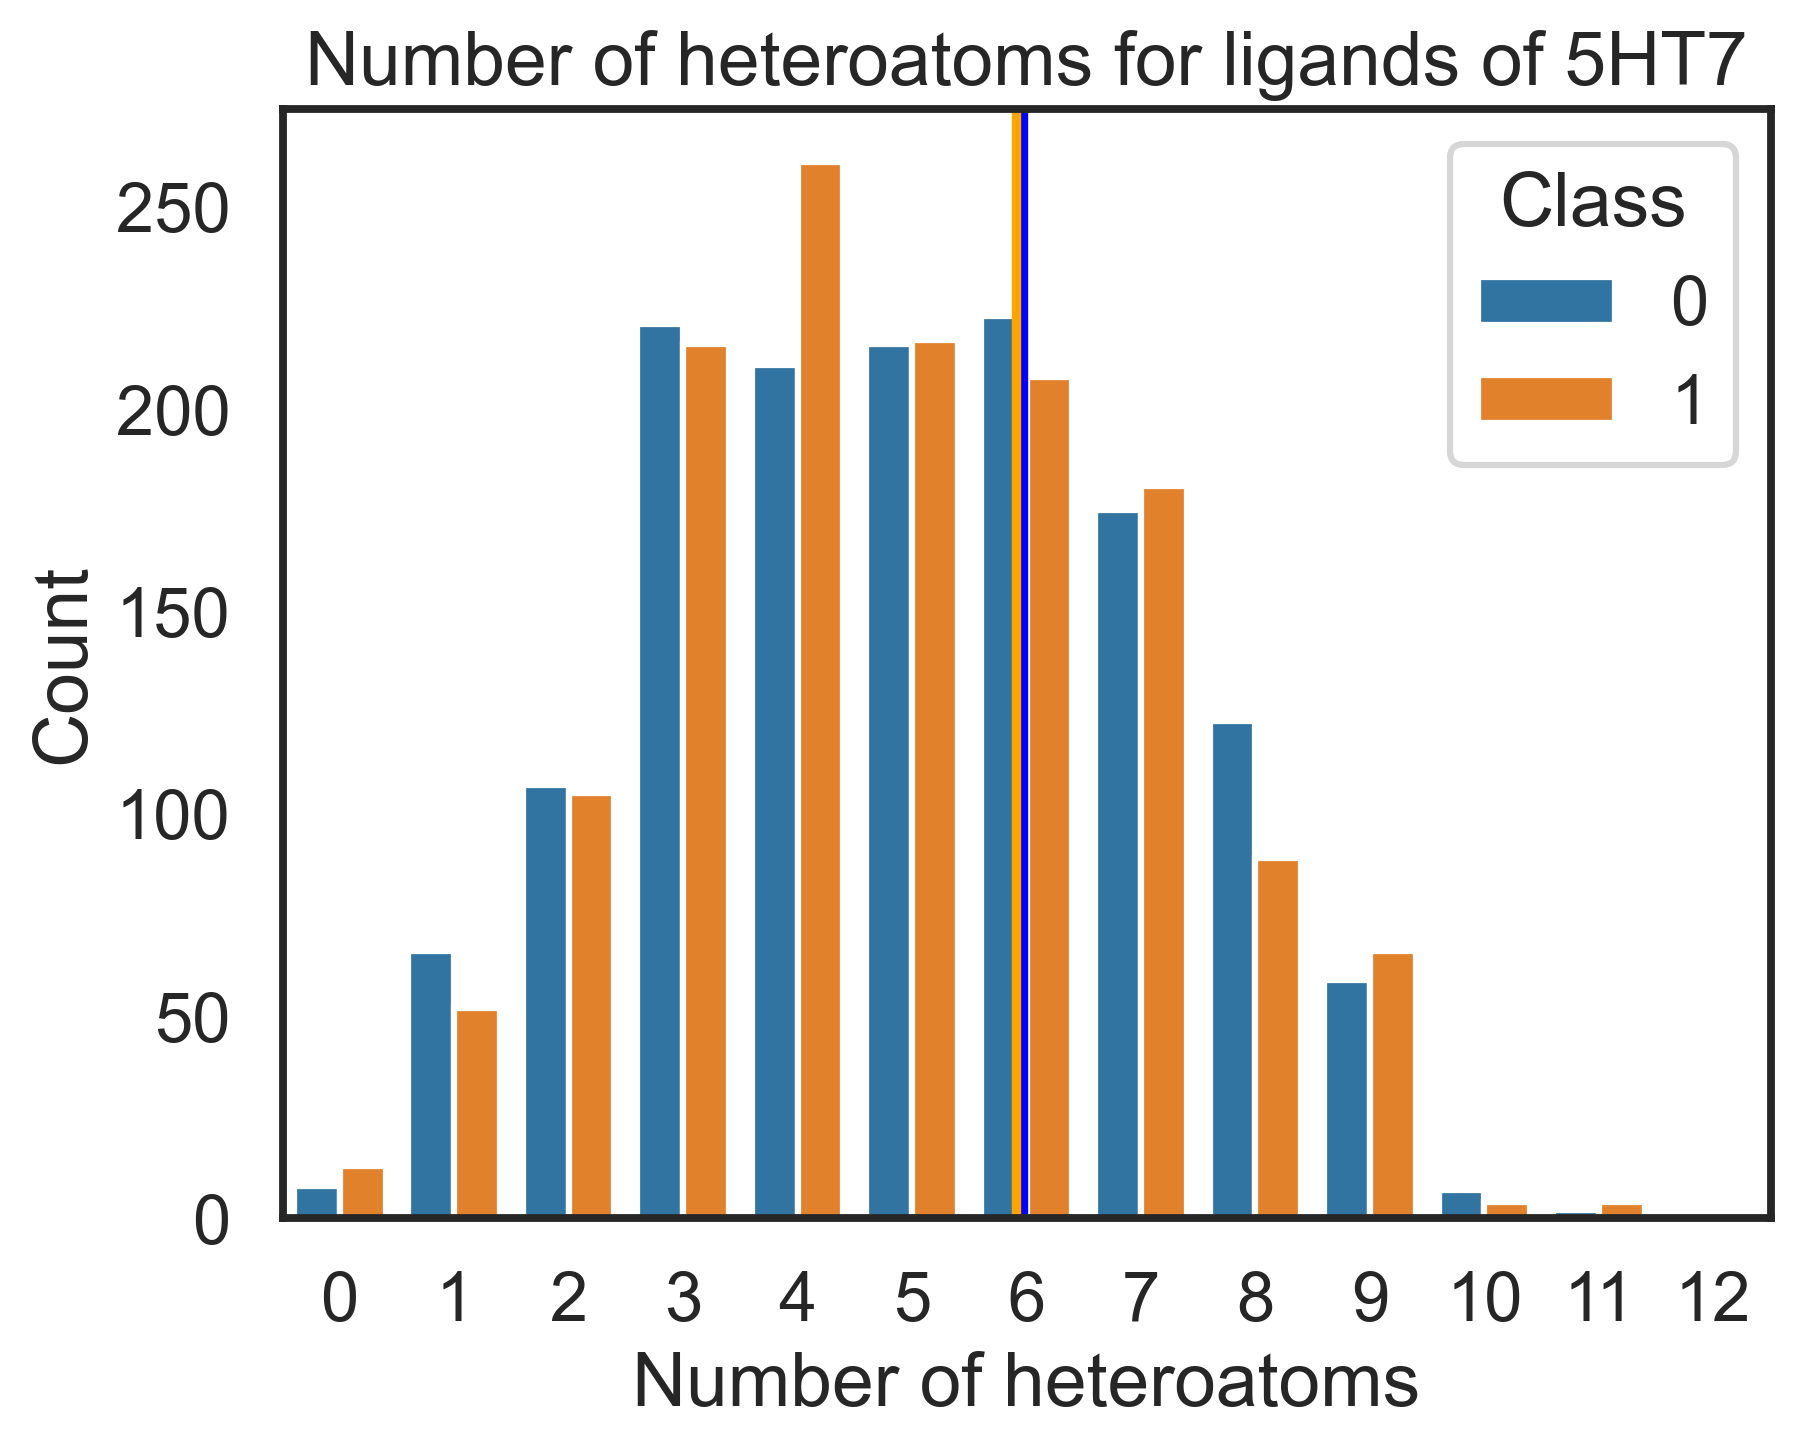 Number of heteroatoms for ligands of 5HT7
Class
0
1
250
200
150
100
50
0
Count
0 1 2 3 4 5 6 7 8 9 10 11 12
Number of heteroatoms